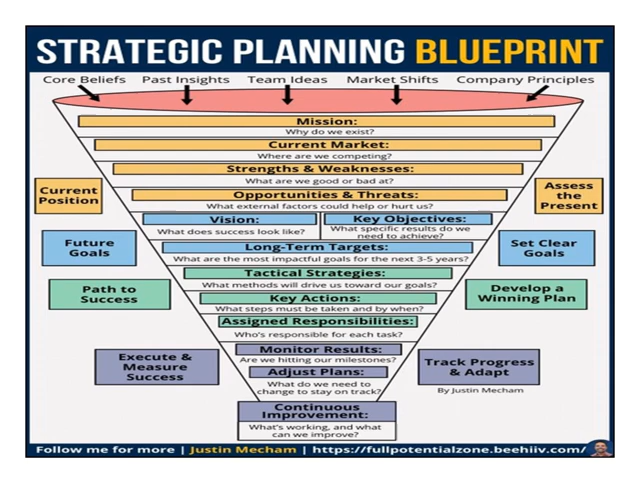 STRATEGIC PLANNING BLUEPRINT
Core Beliefs Past Insights Team Ideas Market Shifts Company Principles
Mission:
Why do we exist?
Current Market:
Where are we competing?
Strengths & Weaknesses:
What are we good or bad at?
Current
Position
Opportunities & Threats:
What external factors could help or hurt us?
Assess
the
Present
Vision:
What does success look like?
Key Objectives:
What specific results do we
need to achieve?
Future
Goals
Long-Term Targets:
What are the most impactful goals for the next 3-5 years?
Set Clear
Goals
Tactical Strategies:
What methods will drive us toward our goals?
Path to
Success
Key Actions:
What steps must be taken and by when?
Develop a
Winning Plan
Assigned Responsibilities:
Who's responsible for each task?
Monitor Results:
Are we hitting our milestones?
Execute &
Measure
Success
Adjust Plans:
What do we need to
change to stay on track?
Track Progress
& Adapt
By Justin Mecham
Continuous
Improvement:
What's working, and what
can we improve?
Follow me for more | Justin Mecham | https://fullpotentialzone.beehiiv.com/